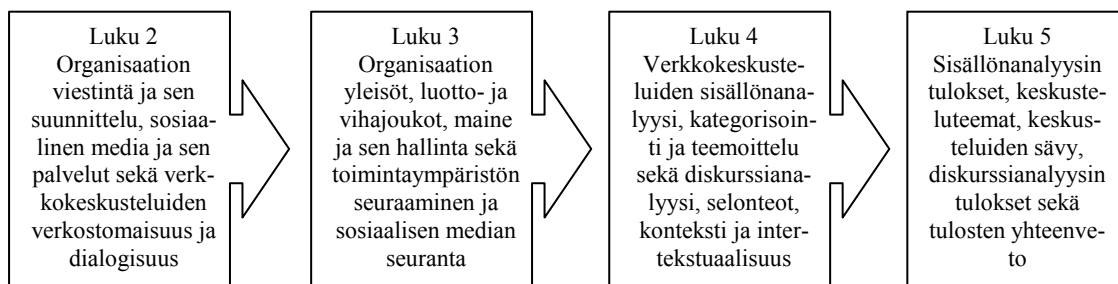 Luku 2
Organisaation
viestintä ja sen
suunnittelu, sosiaa-
linen media ja sen
palvelut sekä verk-
kokeskusteluiden
verkostomaisuus ja
dialogisuus
Luku 3
Organisaation
yleisöt, luotto- ja
vihajoukot, maine
ja sen hallinta sekä
toimintaympäristön
seuraaminen ja
sosiaalisen median
seuranta
Luku 4
Verkkokeskuste-
luiden sisällönana-
lyysi, kategorisoin-
ti ja teemoittelu
sekä diskurssiana-
lyysi, selonteot,
konteksti ja inter-
tekstuaalisuus
Luku 5
Sisällönanalyysin
tulokset, keskuste-
luteemat, keskus-
teluiden sävy,
diskurssianalyysin
tulokset sekä
tulosten yhteenve-
to